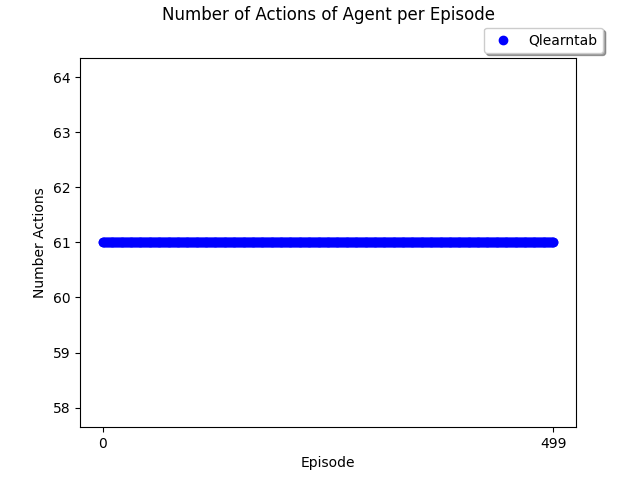 Number of Actions of Agent per Episode
Qlearntab
64
63
62
61
60
59
58
Number Actions
0 499
Episode